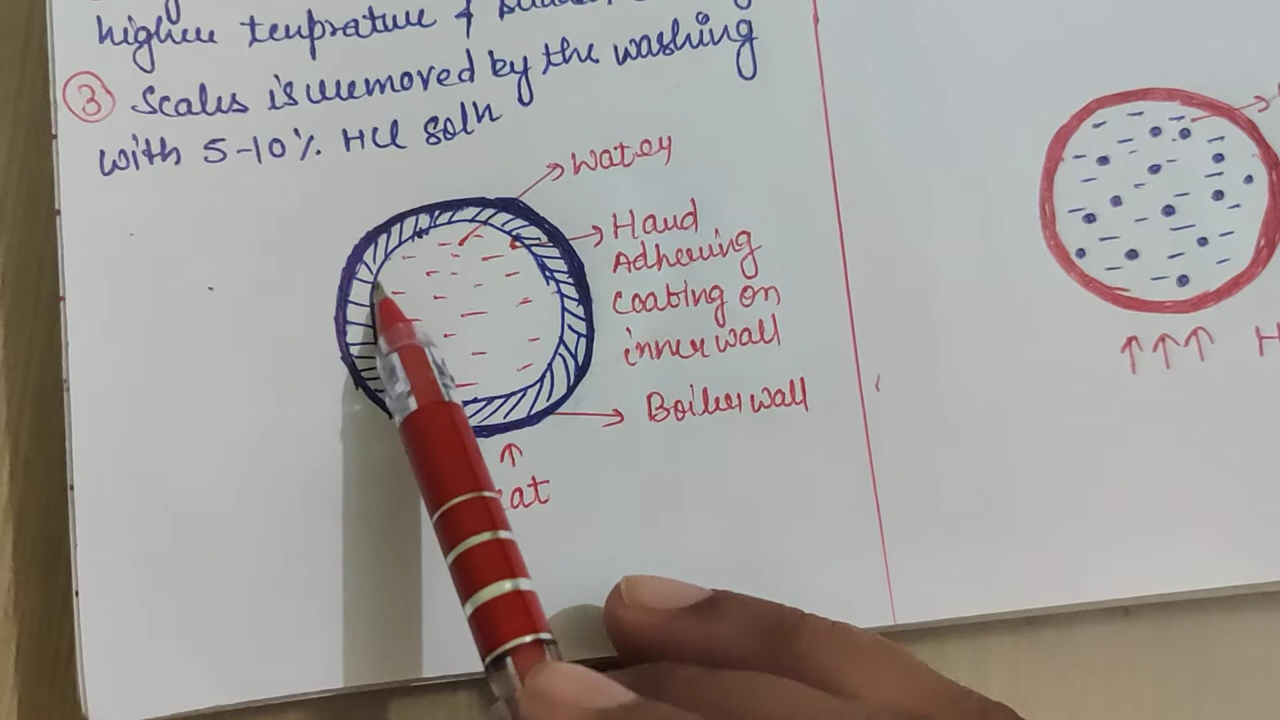 higher temprature &
③ Scales is removed by the washing
with 5-10% HCl soln
Water
Hard
Adhering
coating on
inner wall
Boiler wall
↑
eat
↑↑↑ H